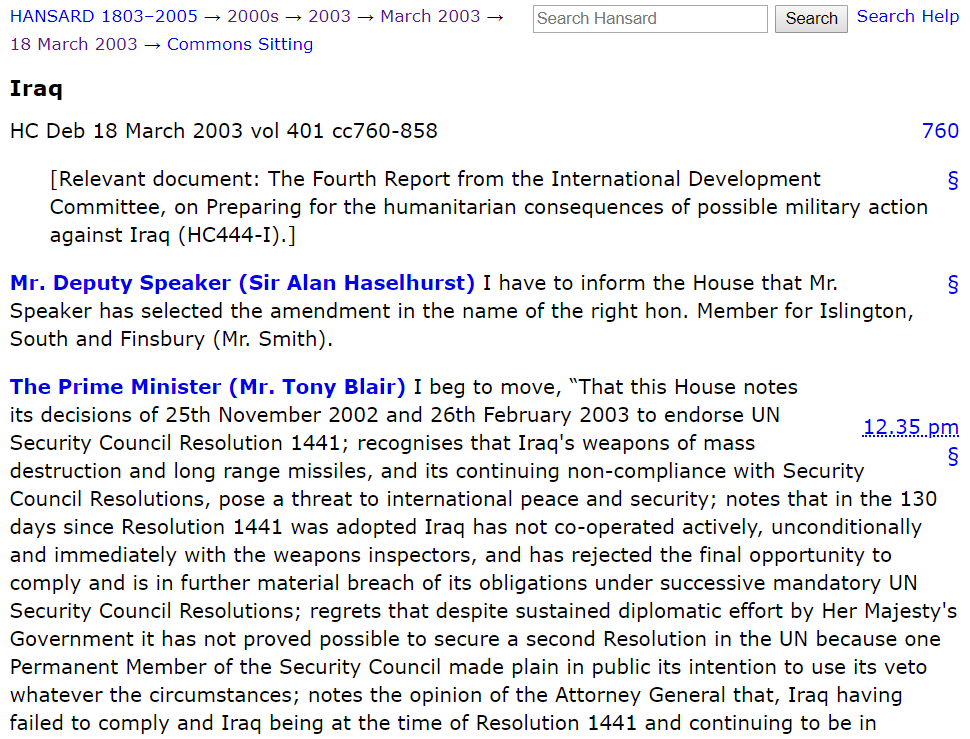 HANSARD 1803–2005 → 2000s → 2003 → March 2003 →
18 March 2003 → Commons Sitting
Search Hansard
Search
Search Help
Iraq
HC Deb 18 March 2003 vol 401 cc760-858
760
[Relevant document: The Fourth Report from the International Development
§
Committee, on Preparing for the humanitarian consequences of possible military action
against Iraq (HC444-I).]
Mr. Deputy Speaker (Sir Alan Haselhurst) I have to inform the House that Mr.
§
Speaker has selected the amendment in the name of the right hon. Member for Islington,
South and Finsbury (Mr. Smith).
The Prime Minister (Mr. Tony Blair) I beg to move, “That this House notes
its decisions of 25th November 2002 and 26th February 2003 to endorse UN
12.35 pm
Security Council Resolution 1441; recognises that Iraq's weapons of mass
§
destruction and long range missiles, and its continuing non-compliance with Security
Council Resolutions, pose a threat to international peace and security; notes that in the 130
days since Resolution 1441 was adopted Iraq has not co-operated actively, unconditionally
and immediately with the weapons inspectors, and has rejected the final opportunity to
comply and is in further material breach of its obligations under successive mandatory UN
Security Council Resolutions; regrets that despite sustained diplomatic effort by Her Majesty's
Government it has not proved possible to secure a second Resolution in the UN because one
Permanent Member of the Security Council made plain in public its intention to use its veto
whatever the circumstances; notes the opinion of the Attorney General that, Iraq having
failed to comply and Iraq being at the time of Resolution 1441 and continuing to be in